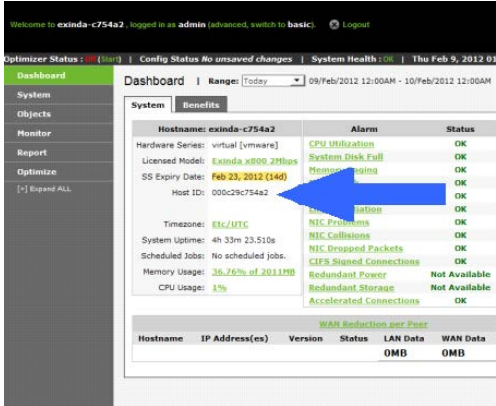 Welcome to exinda-c754a2 , logged in as admin (advanced, switch to basic). Logout
Optimizer Status : Off (Start) | Config Status No unsaved changes | System Health : OK | Thu Feb 9, 2012 01
Dashboard
System
Objects
Monitor
Report
Optimize
[+] Expand ALL
Dashboard | Range: Today 09/Feb/2012 12:00AM - 10/Feb/2012 12:00AM
System Benefits
Hostname: exinda-c754a2
Hardware Series: virtual [vmware]
Licensed Model: Exinda x800 2Mbps
SS Expiry Date: Feb 23, 2012 (14d)
Host ID: 000c29c754a2
Timezone: Etc/UTC
System Uptime: 4h 33m 23.510s
Scheduled Jobs: No scheduled jobs.
Memory Usage: 36.76% of 2011MB
CPU Usage: 1%
Alarm Status
CPU Utilization OK
System Disk Full OK
Memory Paging OK
OK
OK
OK
NIC Problems OK
NIC Collisions OK
NIC Dropped Packets OK
CIFS Signed Connections OK
Redundant Power Not Available
Redundant Storage Not Available
Accelerated Connections OK
WAN Reduction per Peer
Hostname IP Address(es) Version Status LAN Data WAN Data
0MB 0MB